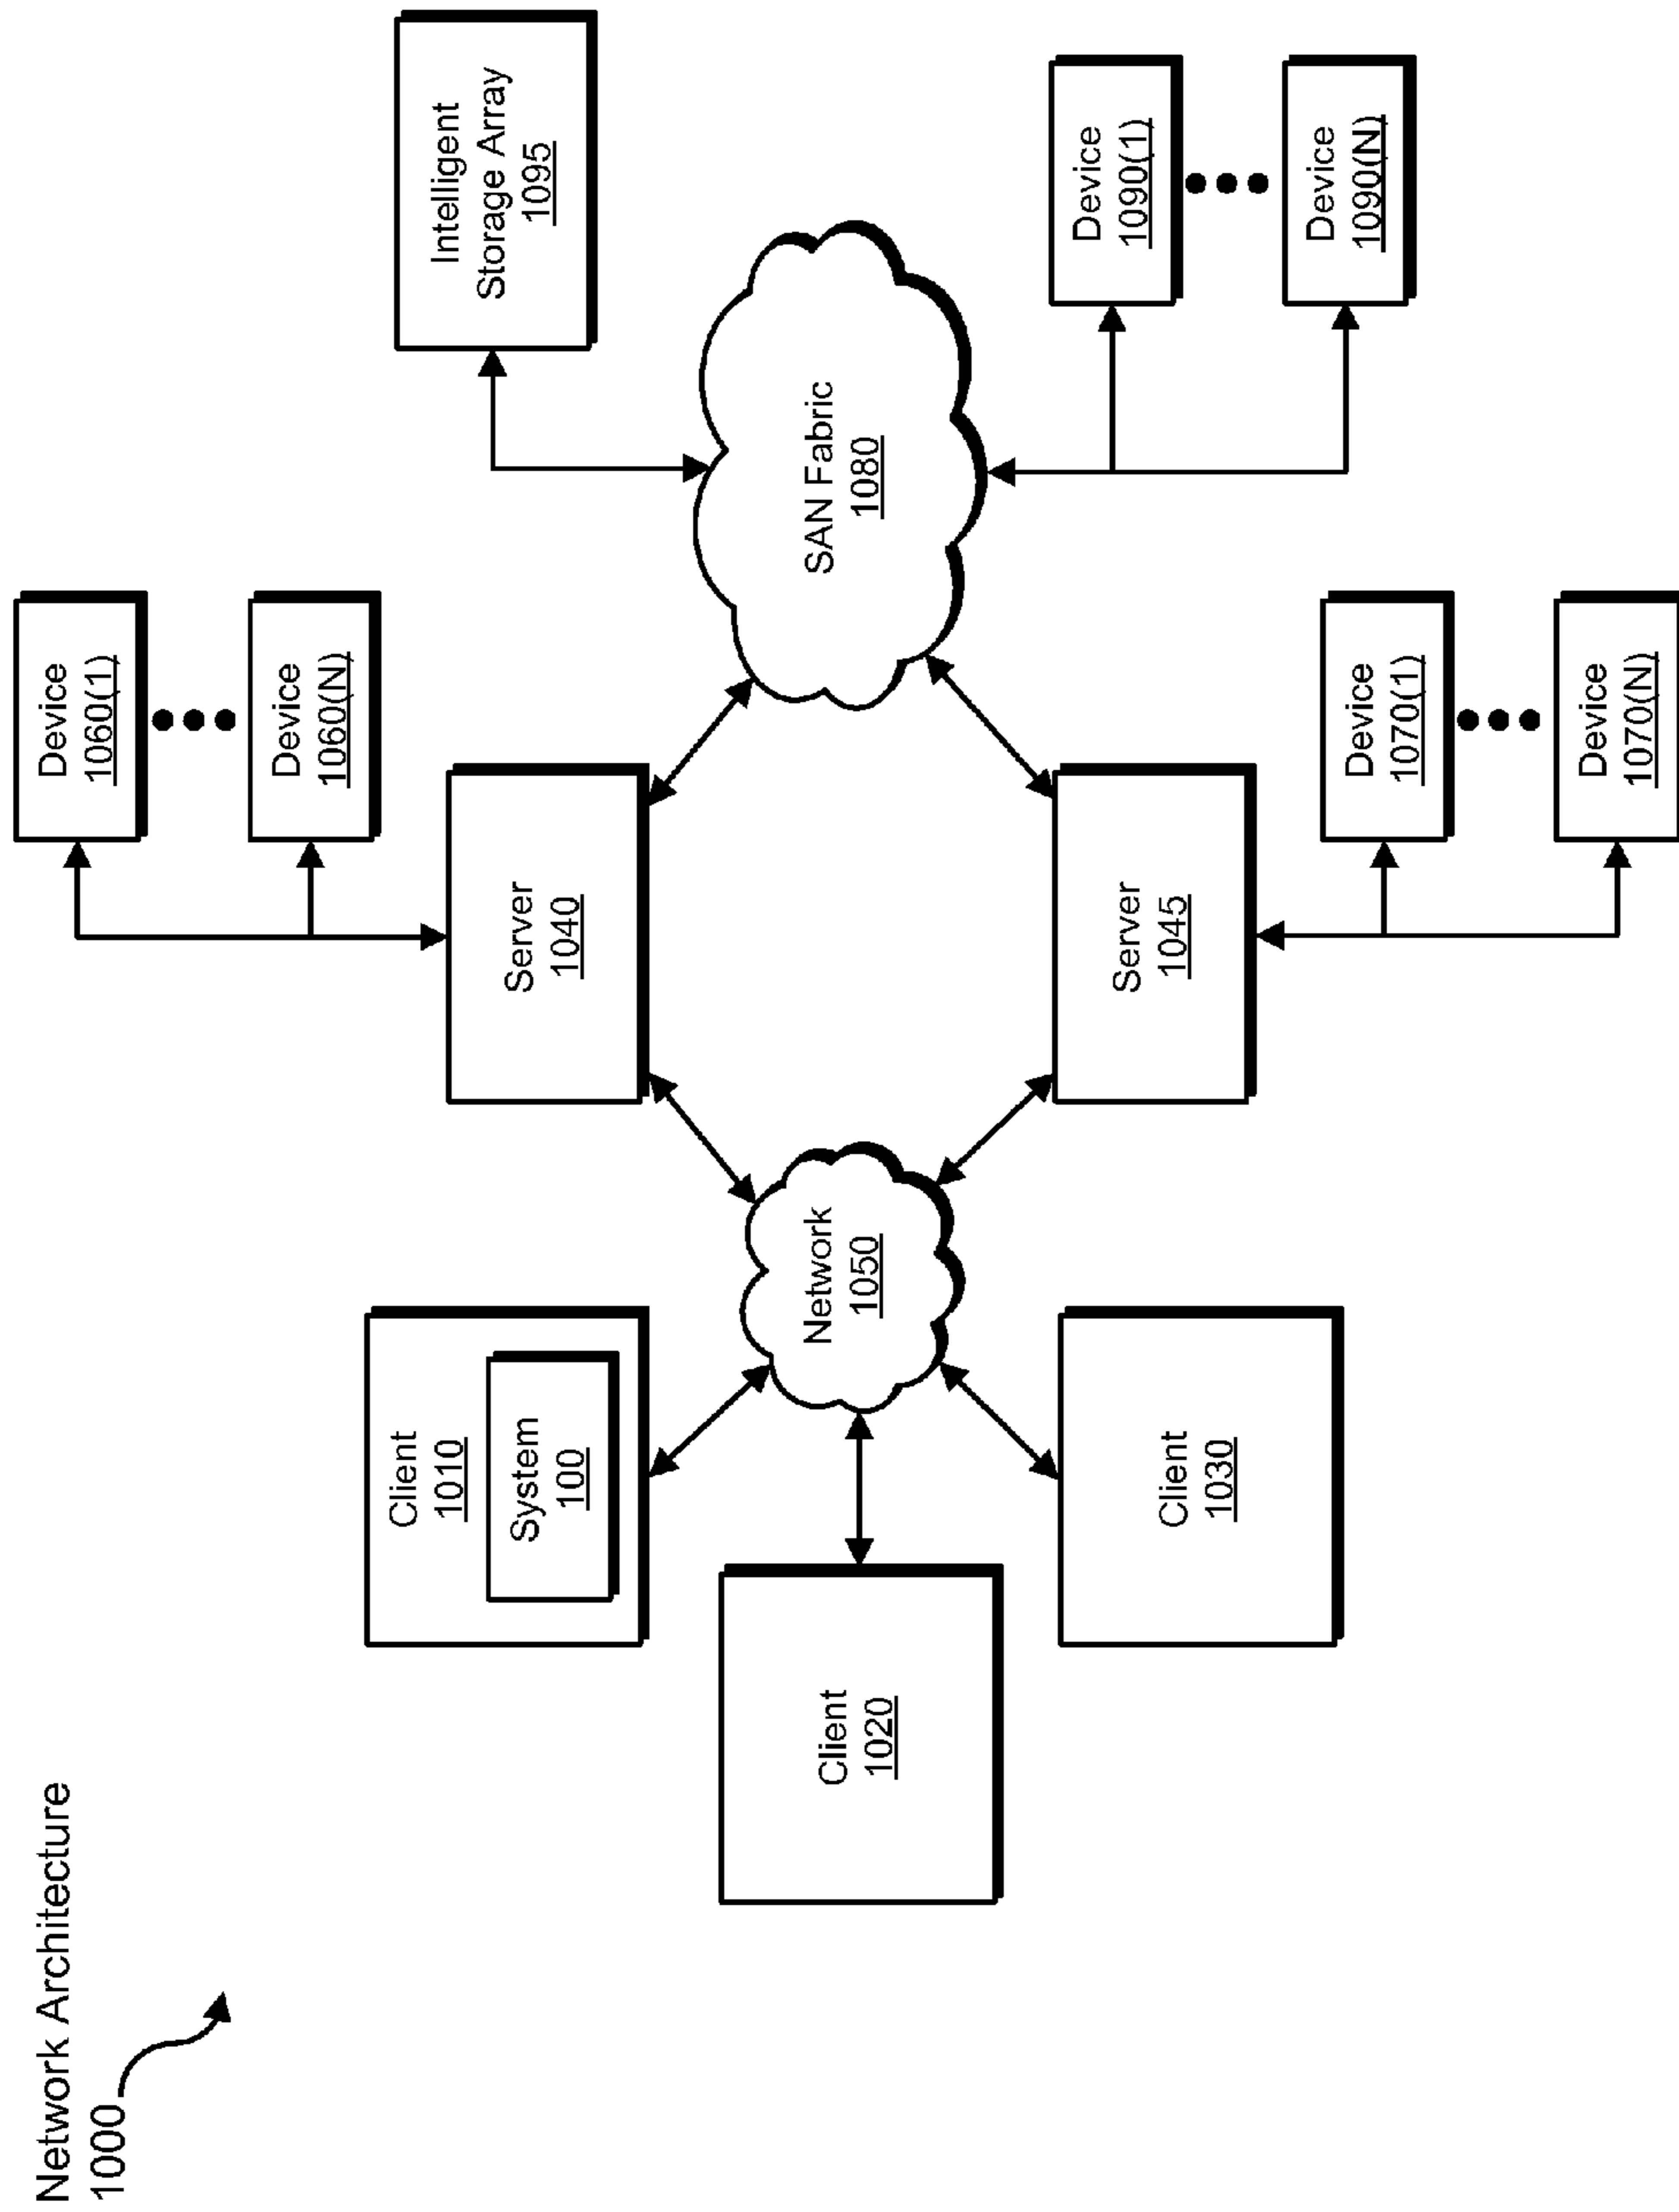 Network Architecture
1000
Client
1010
System
100
Client
1020
Client
1030
Network
1050
Server
1040
Server
1045
Device
1060(1)
Device
1060(N)
Device
1070(1)
Device
1070(N)
SAN Fabric
1080
Intelligent
Storage Array
1095
Device
1090(1)
Device
1090(N)